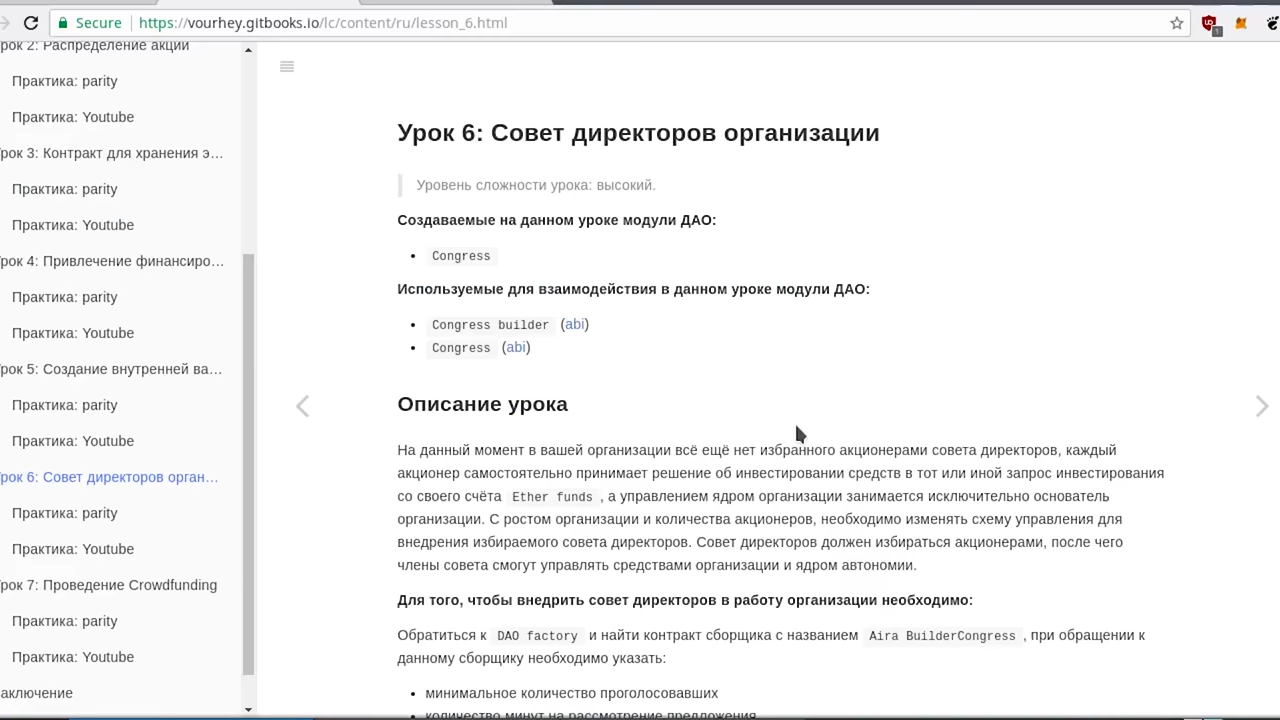 Secure
https://vourhey.gitbooks.io/lc/content/ru/lesson_6.html
рок 2: Распределение акций
Практика: parity
Практика: Youtube
рок 3: Контракт для хранения э…
Практика: parity
Практика: Youtube
рок 4: Привлечение финансиро…
Практика: parity
Практика: Youtube
рок 5: Создание внутренней ва…
Практика: parity
Практика: Youtube
рок 6: Совет директоров орган…
Практика: parity
Практика: Youtube
рок 7: Проведение Crowdfunding
Практика: parity
Практика: Youtube
аключение
Урок 6: Совет директоров организации
Уровень сложности урока: высокий.
Создаваемые на данном уроке модули ДАО:
• Congress
Используемые для взаимодействия в данном уроке модули ДАО:
• Congress builder (abi)
• Congress (abi)
Описание урока
На данный момент в вашей организации всё ещё нет избранного акционерами совета директоров, каждый
акционер самостоятельно принимает решение об инвестировании средств в тот или иной запрос инвестирования
со своего счёта Ether funds , а управлением ядром организации занимается исключительно основатель
организации. С ростом организации и количества акционеров, необходимо изменять схему управления для
внедрения избираемого совета директоров. Совет директоров должен избираться акционерами, после чего
члены совета смогут управлять средствами организации и ядром автономии.
Для того, чтобы внедрить совет директоров в работу организации необходимо:
Обратиться к DAO factory и найти контракт сборщика с названием Aira BuilderCongress , при обращении к
данному сборщику необходимо указать:
• минимальное количество проголосовавших
• количество минут на рассмотрение предложения